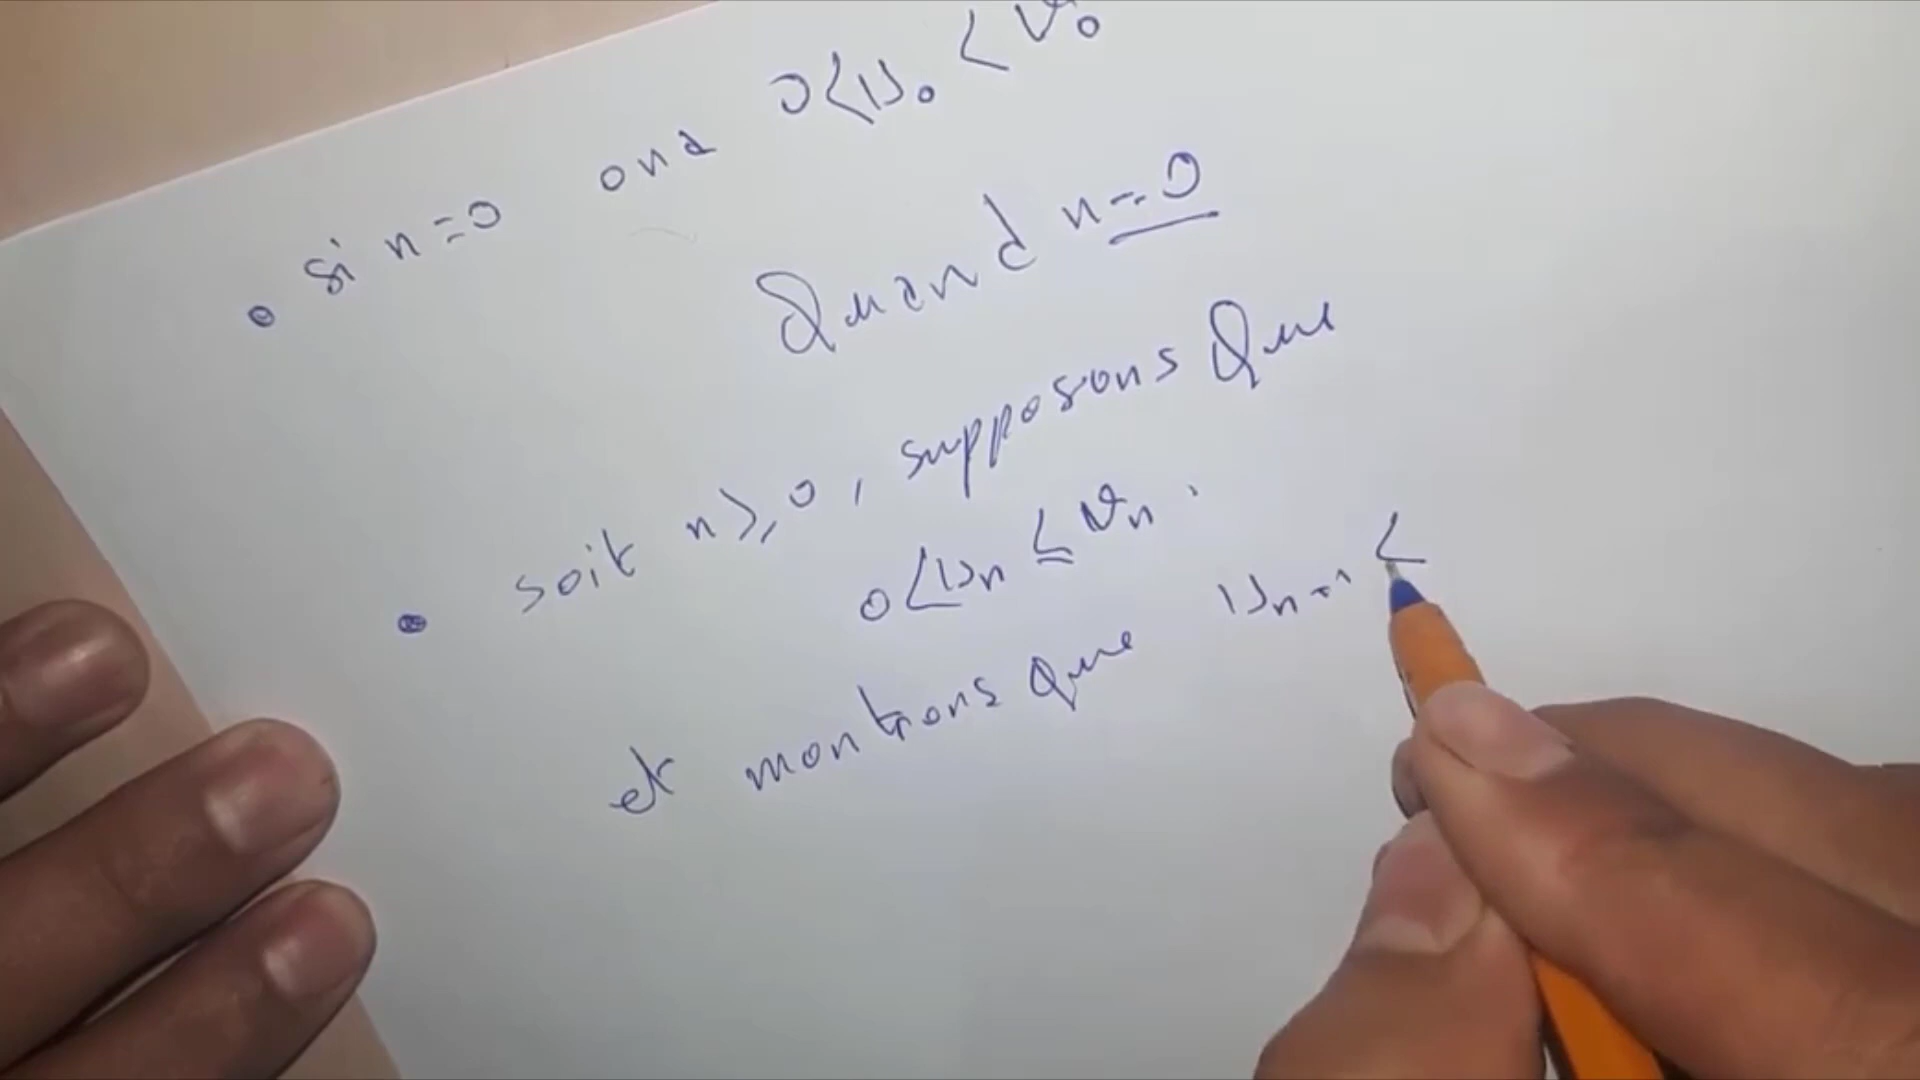 • si n=0 ona 0<U₀ < V₀
Quand n=0
• soit n≥0, supposons que
0<Uₙ ≤ Vₙ.
et montrons que Uₙ₊₁ <